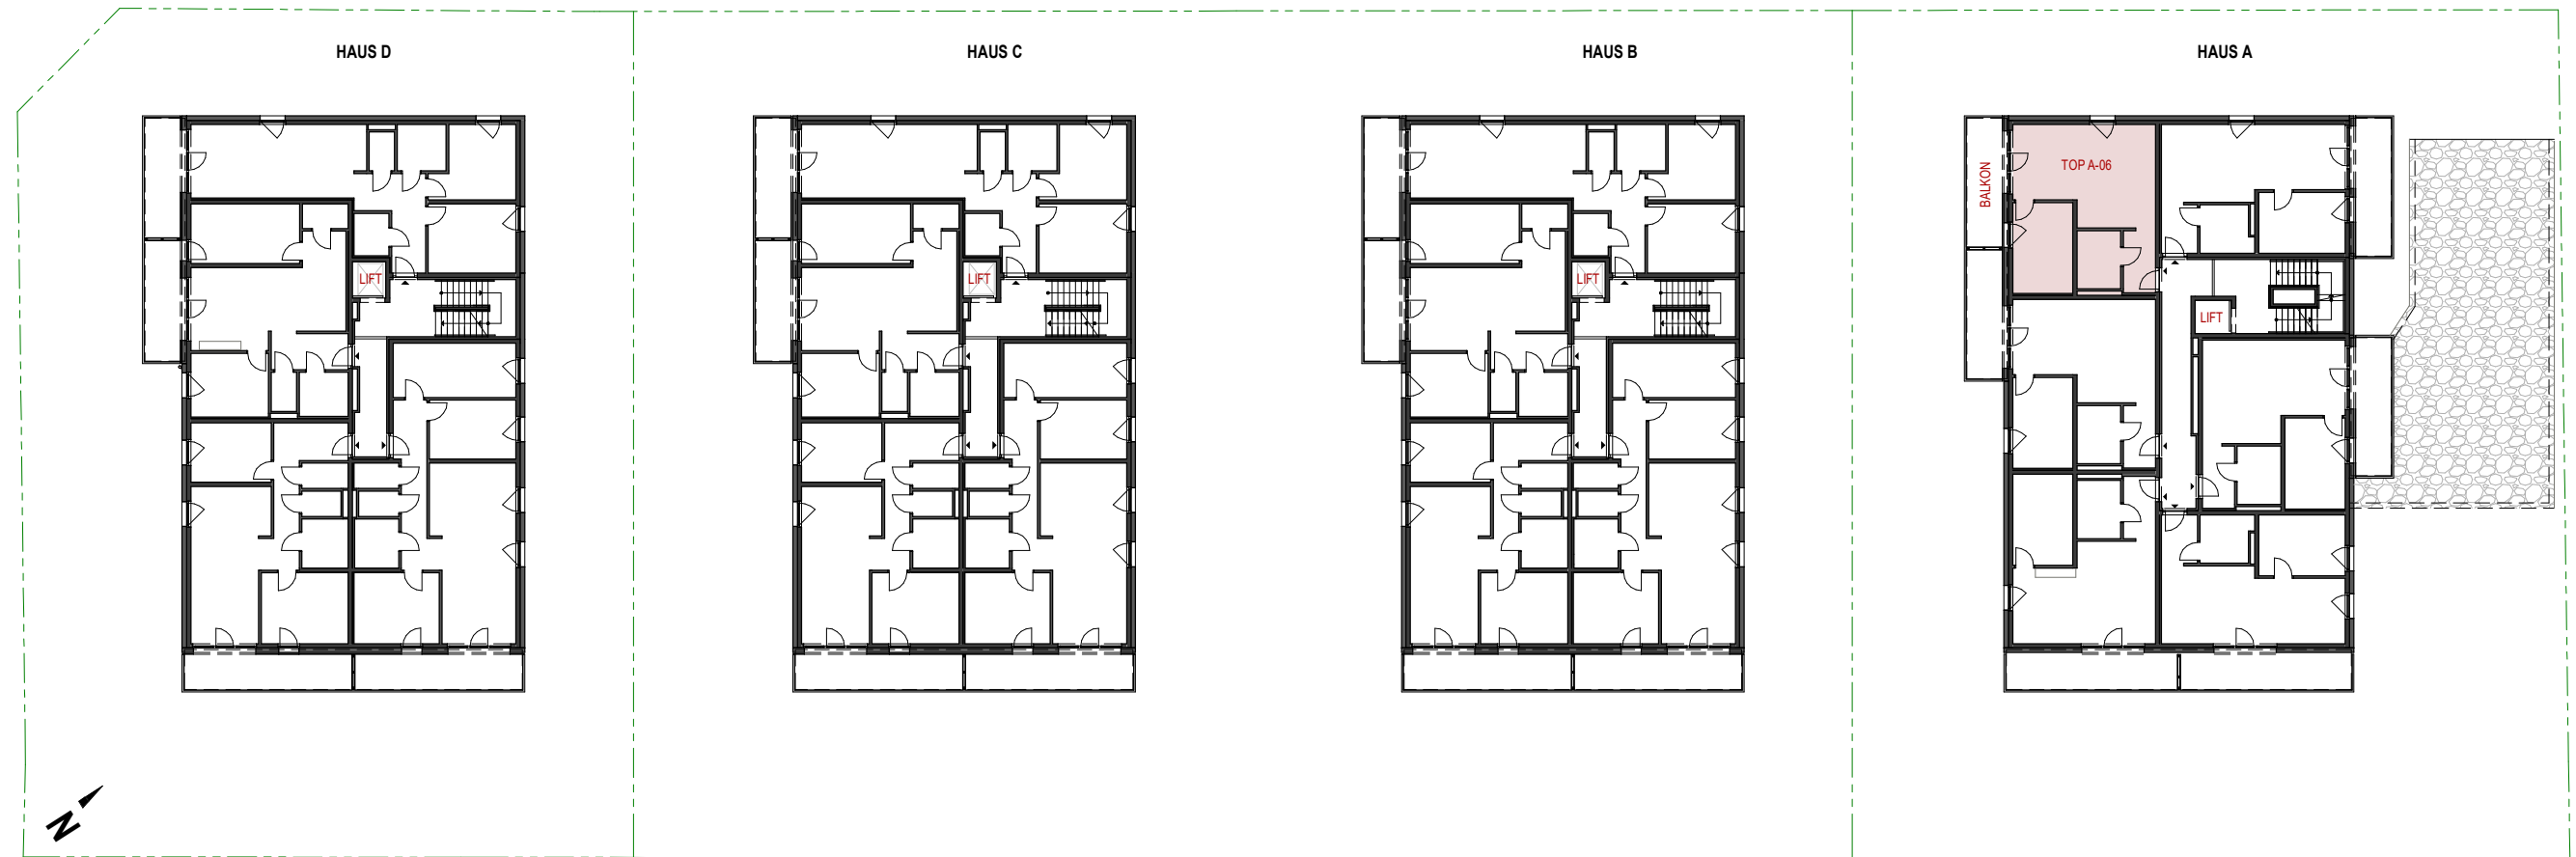 HAUS D
HAUS C
HAUS B
HAUS A
TOP A-06
BALKON
LIFT
LIFT
LIFT
LIFT
N